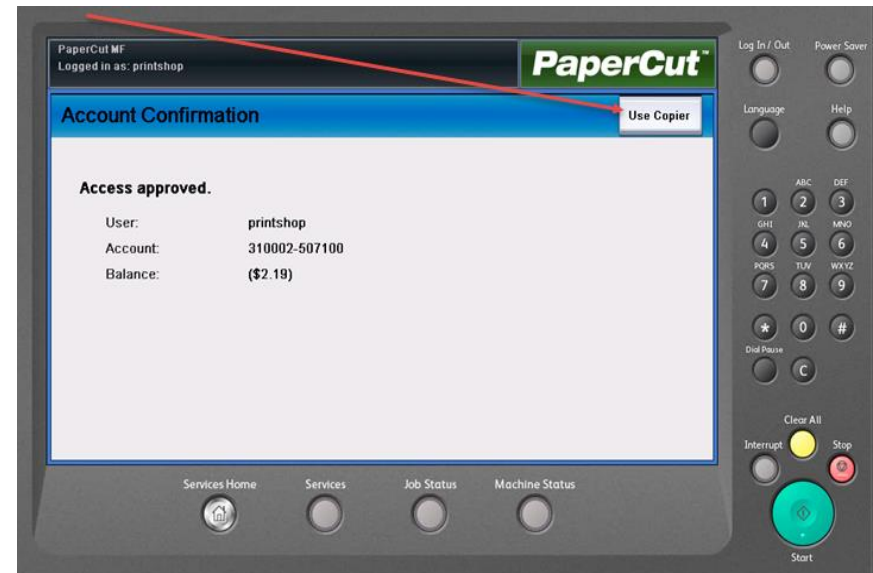 PaperCut MF
Logged in as: printshop
PaperCut™
Account Confirmation
Use Copier
Access approved.
User: printshop
Account: 310002-507100
Balance: ($2.19)
Services Home
Services
Job Status
Machine Status
Log In / Out
Power Saver
Language
Help
ABC DEF
1 2 3
GHI JKL MNO
4 5 6
PQRS TUV WXYZ
7 8 9
* 0 #
Dial Pause
C
Clear All
Interrupt
Stop
Start